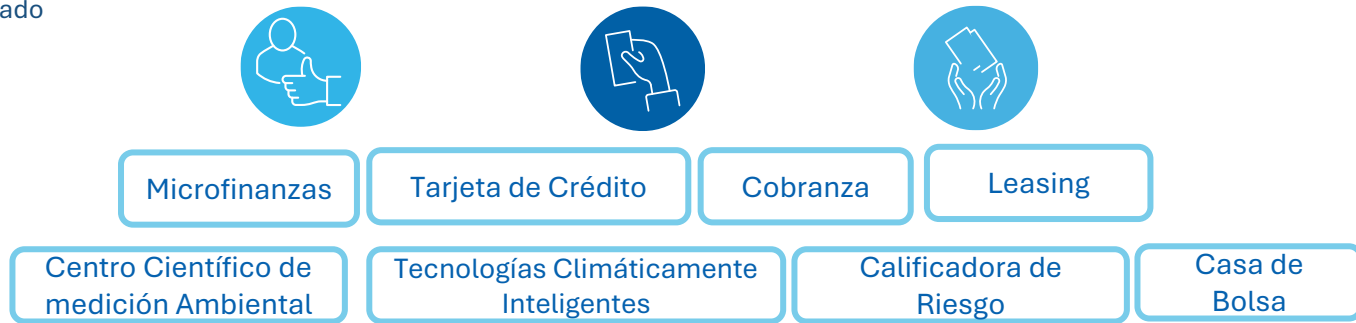 ado
Microfinanzas
Tarjeta de Crédito
Cobranza
Leasing
Centro Científico de
medición Ambiental
Tecnologías Climáticamente
Inteligentes
Calificadora de
Riesgo
Casa de
Bolsa